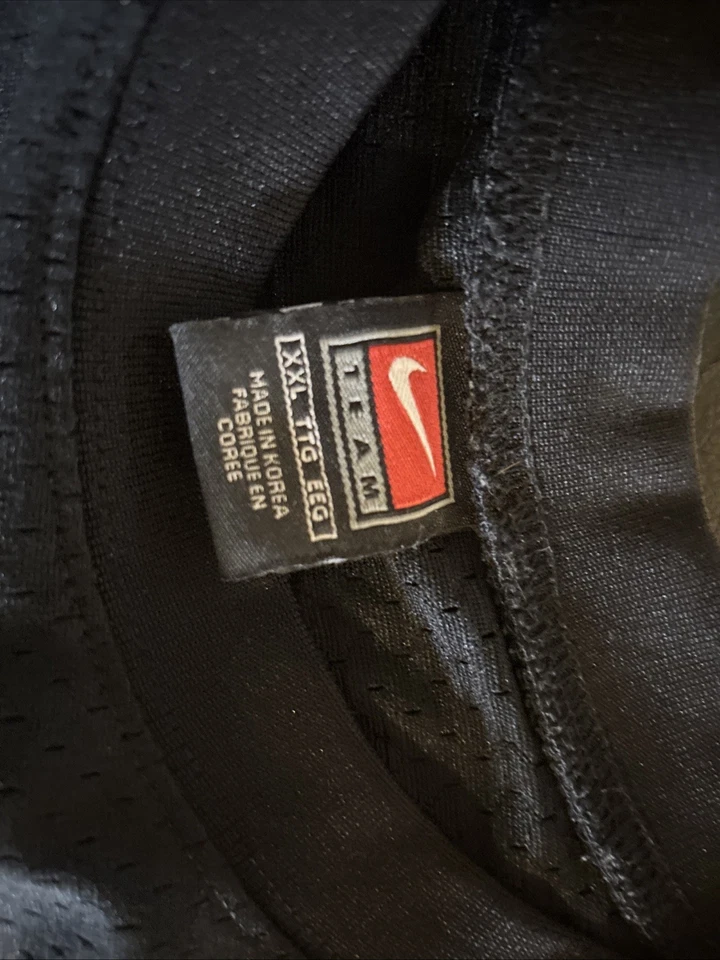 TEAM
XXL TTG EEG
MADE IN KOREA
FABRIQUE EN
COREE